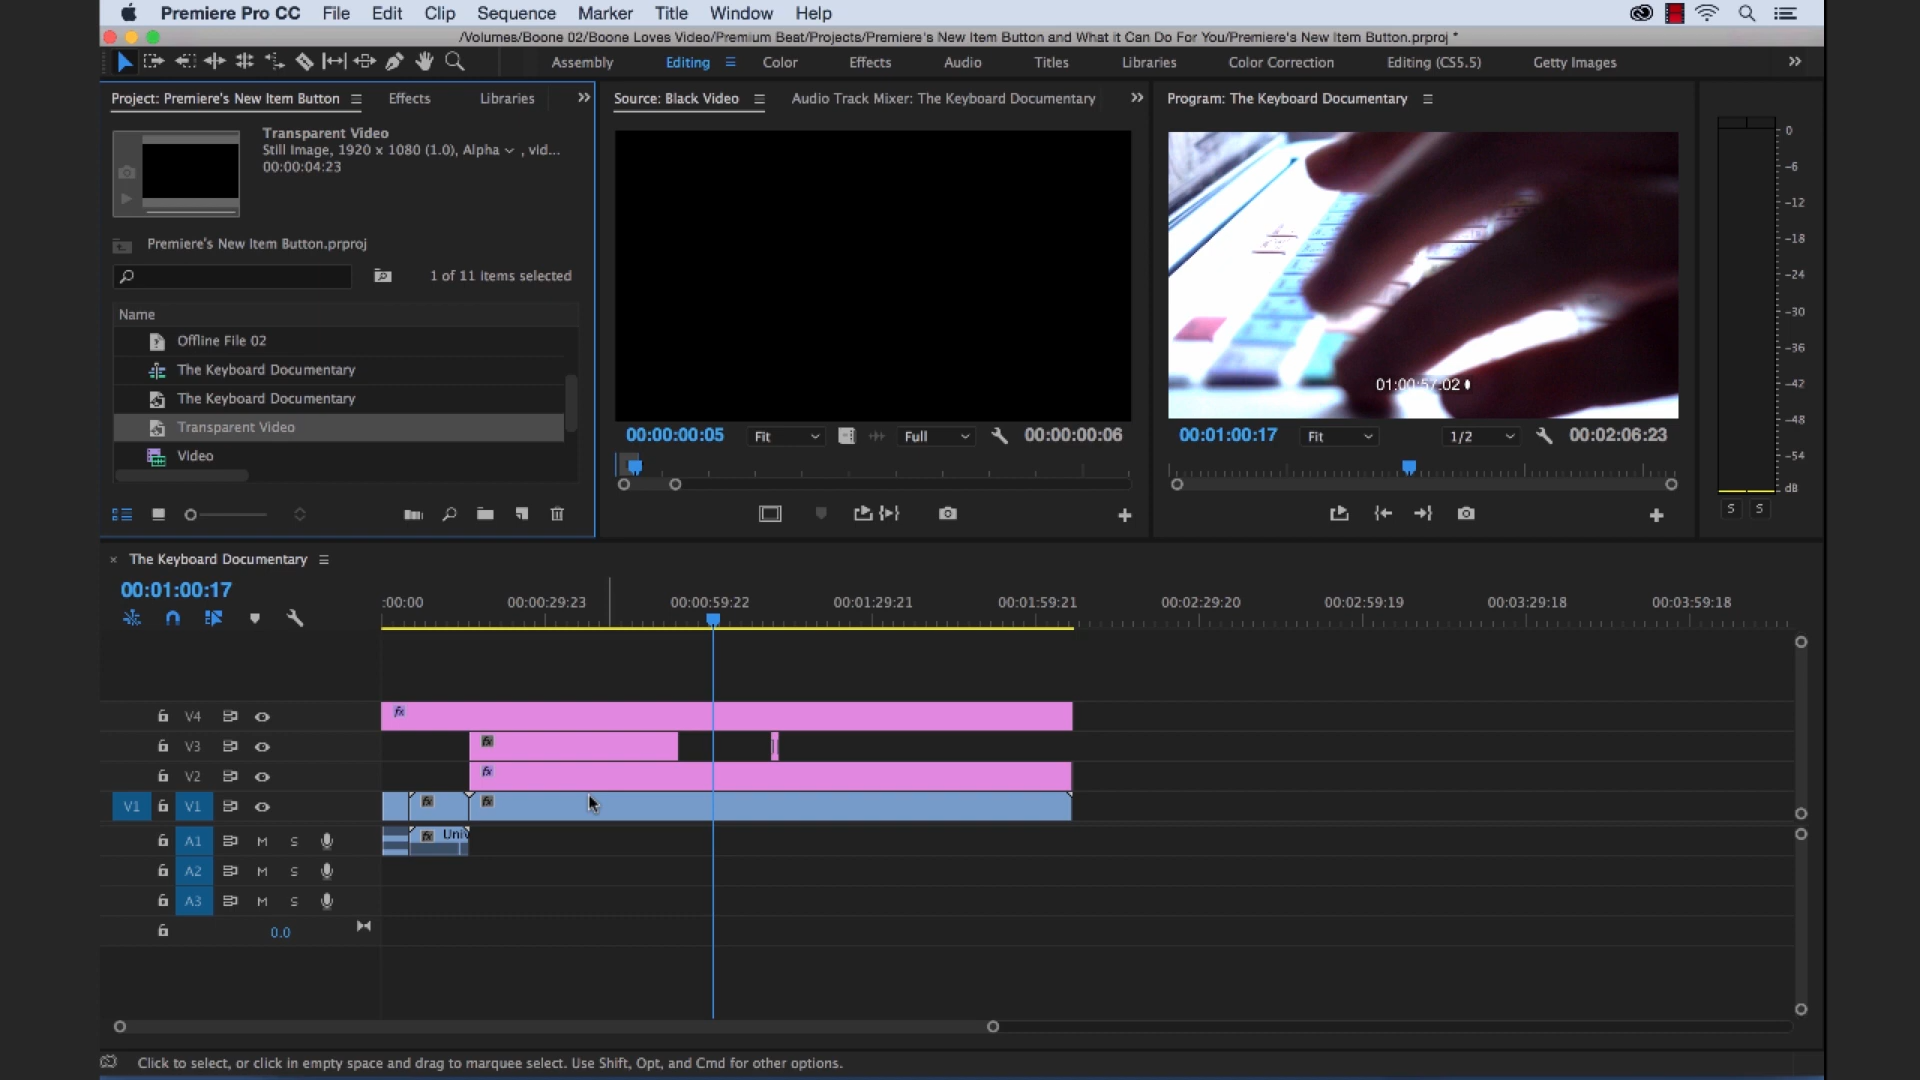 Premiere Pro CC File Edit Clip Sequence Marker Title Window Help
/Volumes/Boone 02/Boone Loves Video/Premium Beat/Projects/Premiere's New Item Button and What it Can Do For You/Premiere's New Item Button.prproj *
Assembly Editing Color Effects Audio Titles Libraries Color Correction Editing (CS5.5) Getty Images
Project: Premiere's New Item Button Effects Libraries
Source: Black Video Audio Track Mixer: The Keyboard Documentary
Program: The Keyboard Documentary
Transparent Video
Still Image, 1920 x 1080 (1.0), Alpha , vid...
00:00:04:23
Premiere's New Item Button.prproj
1 of 11 items selected
Name
Offline File 02
The Keyboard Documentary
The Keyboard Documentary
Transparent Video
Video
00:00:00:05 Fit Full 00:00:00:06
01:00:57:02
00:01:00:17 Fit 1/2 00:02:06:23
0
-6
-12
-18
-24
-30
-36
-42
-48
-54
dB
S S
The Keyboard Documentary
00:01:00:17
:00:00 00:00:29:23 00:00:59:22 00:01:29:21 00:01:59:21 00:02:29:20 00:02:59:19 00:03:29:18 00:03:59:18
V4 fx
V3 fx
V2 fx
V1 V1 fx fx
A1 M S fx Univ
A2 M S
A3 M S
0.0
Click to select, or click in empty space and drag to marquee select. Use Shift, Opt, and Cmd for other options.